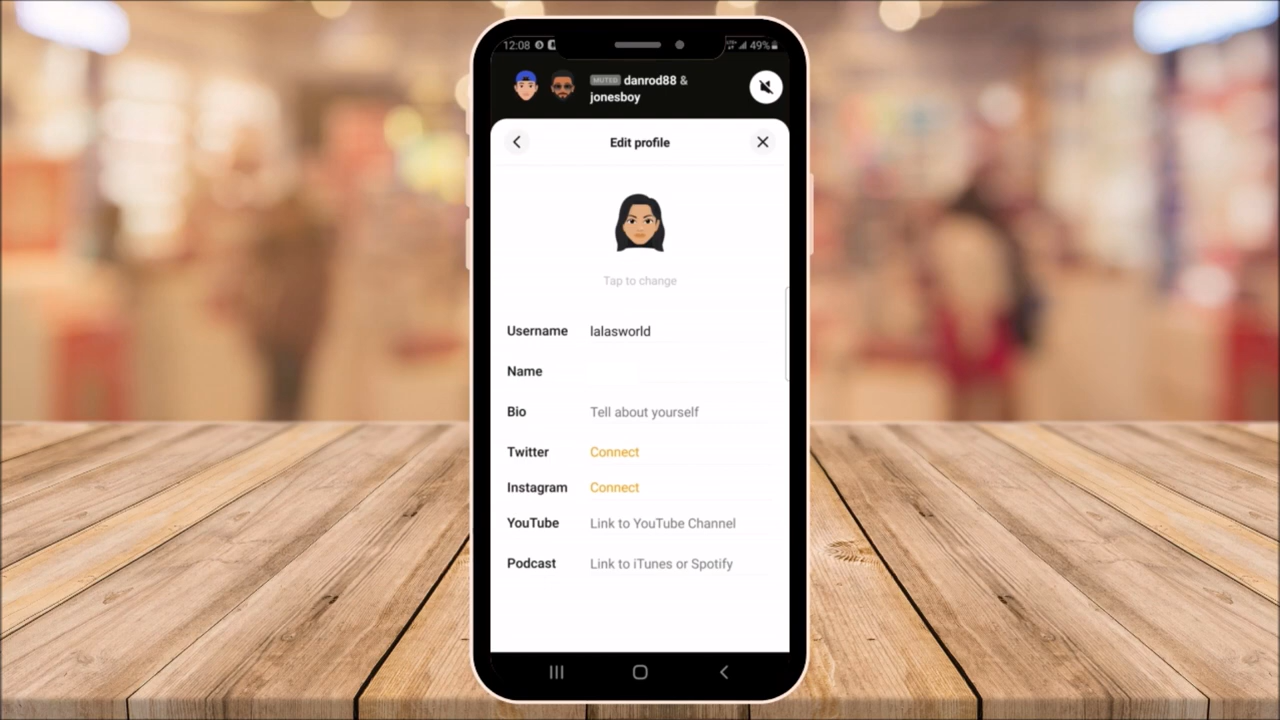 12:08
49%
MUTED danrod88 &
jonesboy
Edit profile
Tap to change
Username lalasworld
Name
Bio Tell about yourself
Twitter Connect
Instagram Connect
YouTube Link to YouTube Channel
Podcast Link to iTunes or Spotify